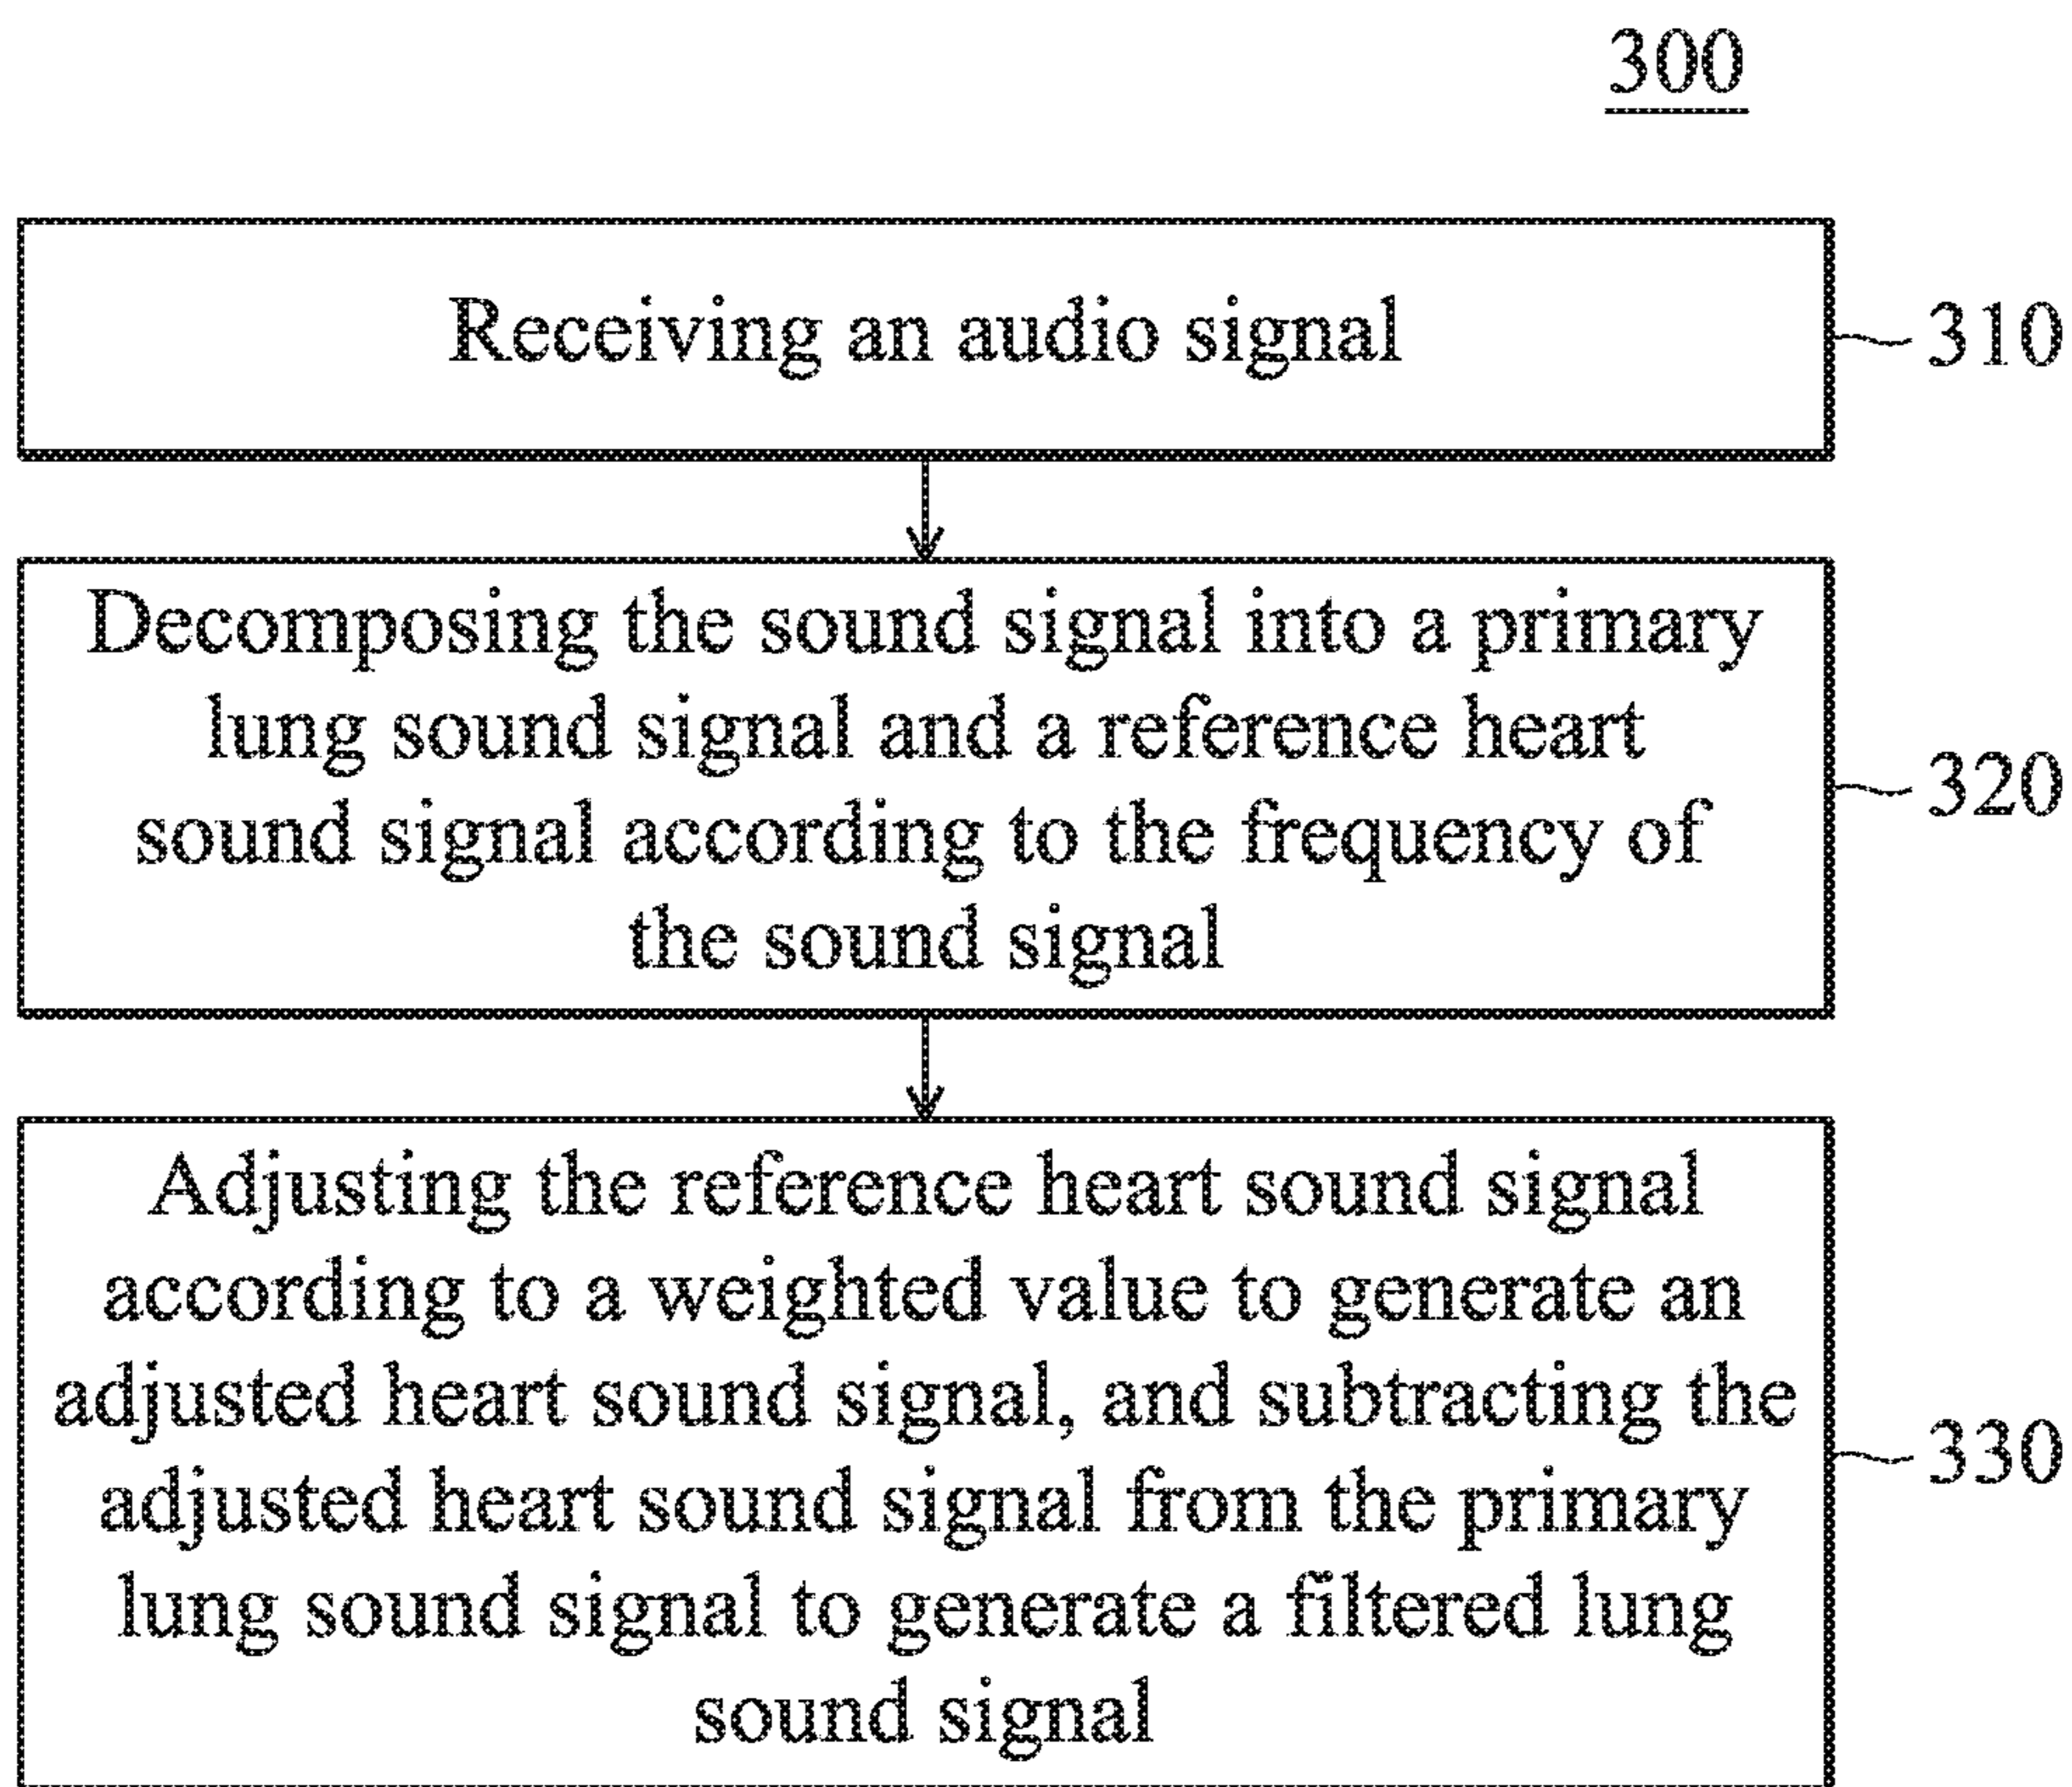 300
Receiving an audio signal
310
Decomposing the sound signal into a primary
lung sound signal and a reference heart
sound signal according to the frequency of
the sound signal
320
Adjusting the reference heart sound signal
according to a weighted value to generate an
adjusted heart sound signal, and subtracting the
adjusted heart sound signal from the primary
lung sound signal to generate a filtered lung
sound signal
330